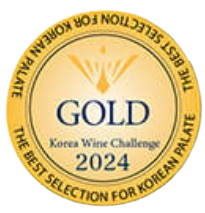 THE BEST SELECTION FOR KOREAN PALATE
GOLD
Korea Wine Challenge
2024
THE BEST SELECTION FOR KOREAN PALATE